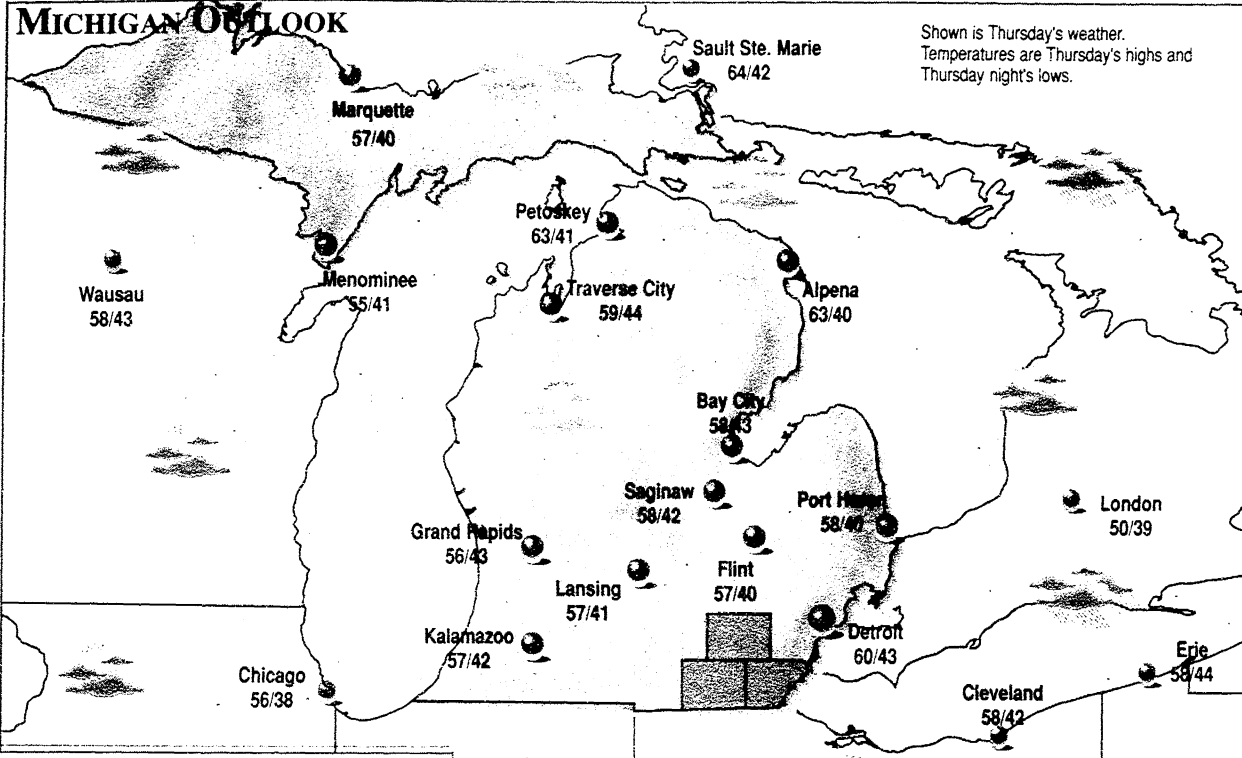 MICHIGAN OUTLOOK
Shown is Thursday's weather.
Temperatures are Thursday's highs and
Thursday night's lows.
Sault Ste. Marie
64/42
Marquette
57/40
Petoskey
63/41
Menominee
55/41
Wausau
58/43
Traverse City
59/44
Alpena
63/40
Bay City
58/43
Saginaw
58/42
Port Huron
58/40
London
50/39
Grand Rapids
56/43
Flint
57/40
Lansing
57/41
Kalamazoo
57/42
Detroit
60/43
Chicago
56/38
Erie
58/44
Cleveland
58/42